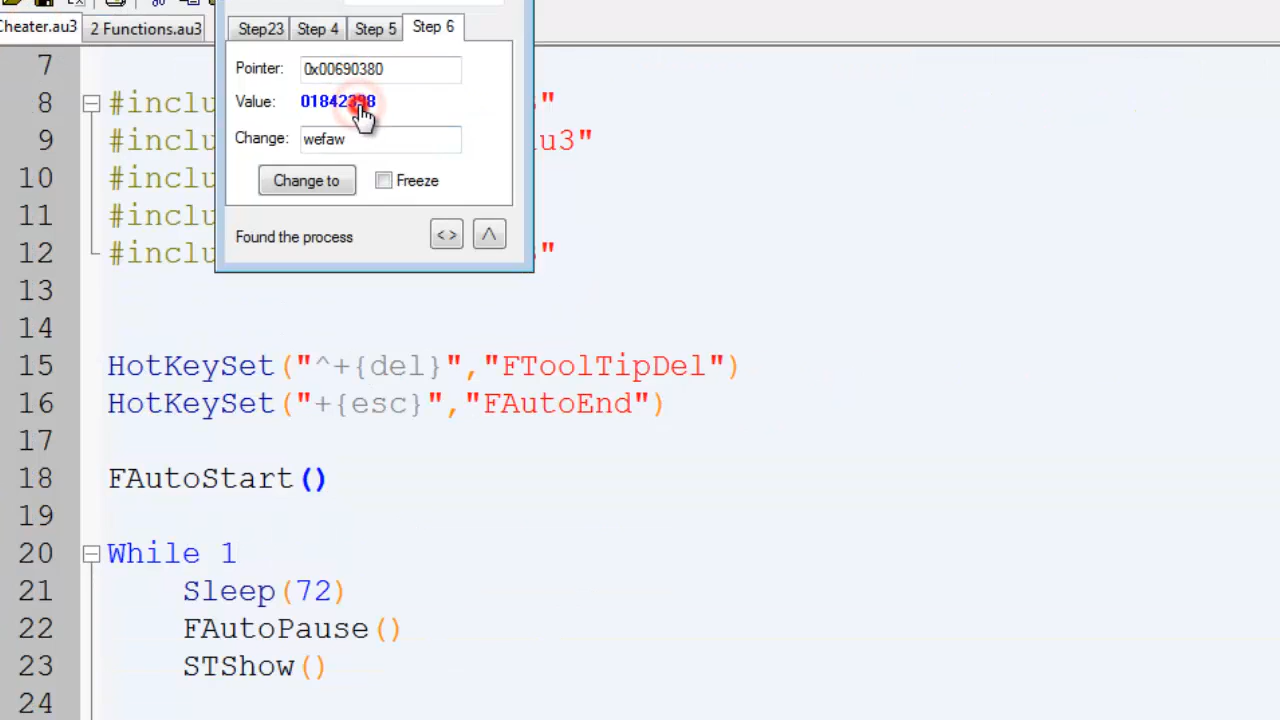 Cheater.au3
2 Functions.au3
Step23
Step 4
Step 5
Step 6
Pointer: 0x00690380
Value: 01842398
Change: wefaw
Change to
Freeze
Found the process
<>
7
8 #inclu "
9 #inclu au3"
10 #inclu
11 #inclu
12 #inclu "
13
14
15 HotKeySet("^+{del}","FToolTipDel")
16 HotKeySet("+{esc}","FAutoEnd")
17
18 FAutoStart()
19
20 While 1
21 Sleep(72)
22 FAutoPause()
23 STShow()
24